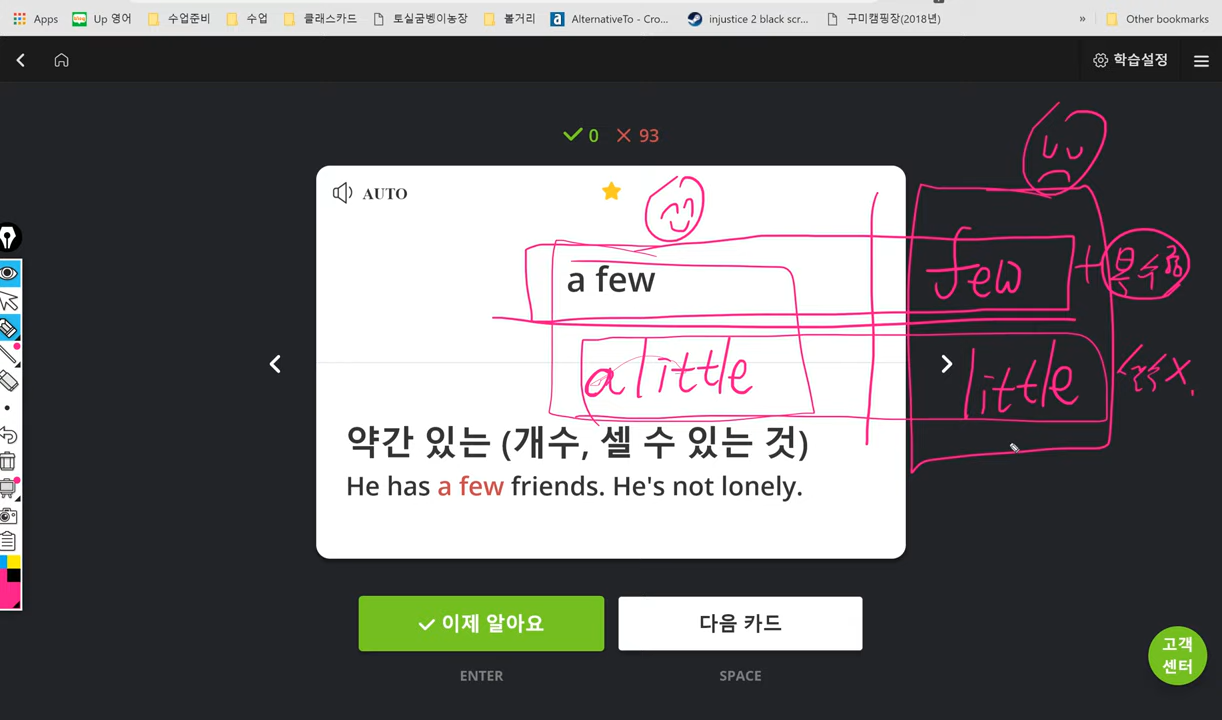 Apps Up 영어 수업준비 수업 클래스카드 토실굼벵이농장 볼거리 AlternativeTo - Cro... injustice 2 black scr... 구미캠핑장(2018년) » Other bookmarks
학습설정
0 93
AUTO
a few
few +
a little
little
약간 있는 (개수, 셀 수 있는 것)
He has a few friends. He's not lonely.
이제 알아요
다음 카드
ENTER
SPACE
고객
센터